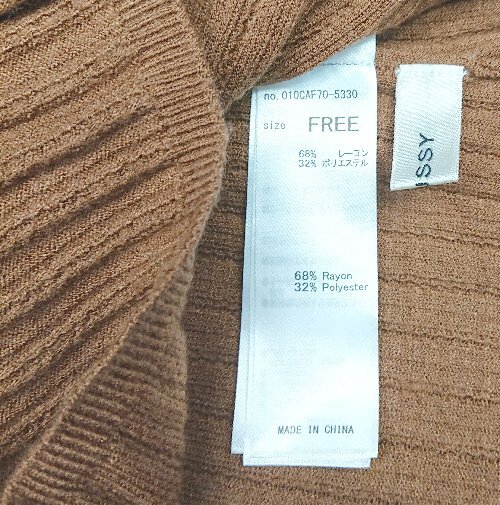 no. 010CAF70-5330
size FREE
68% レーヨン
32% ポリエステル
68% Rayon
32% Polyester
MADE IN CHINA